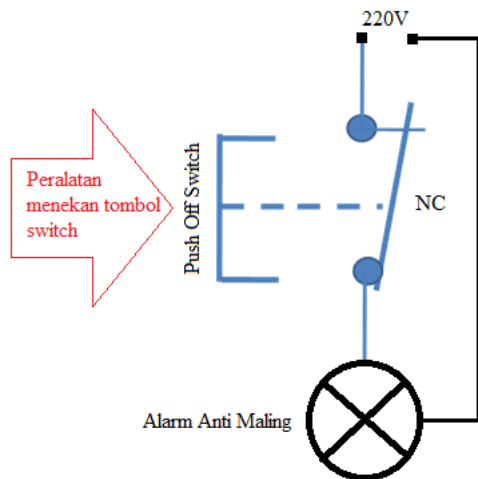 220V
Peralatan
menekan tombol
switch
Push Off Switch
NC
Alarm Anti Maling